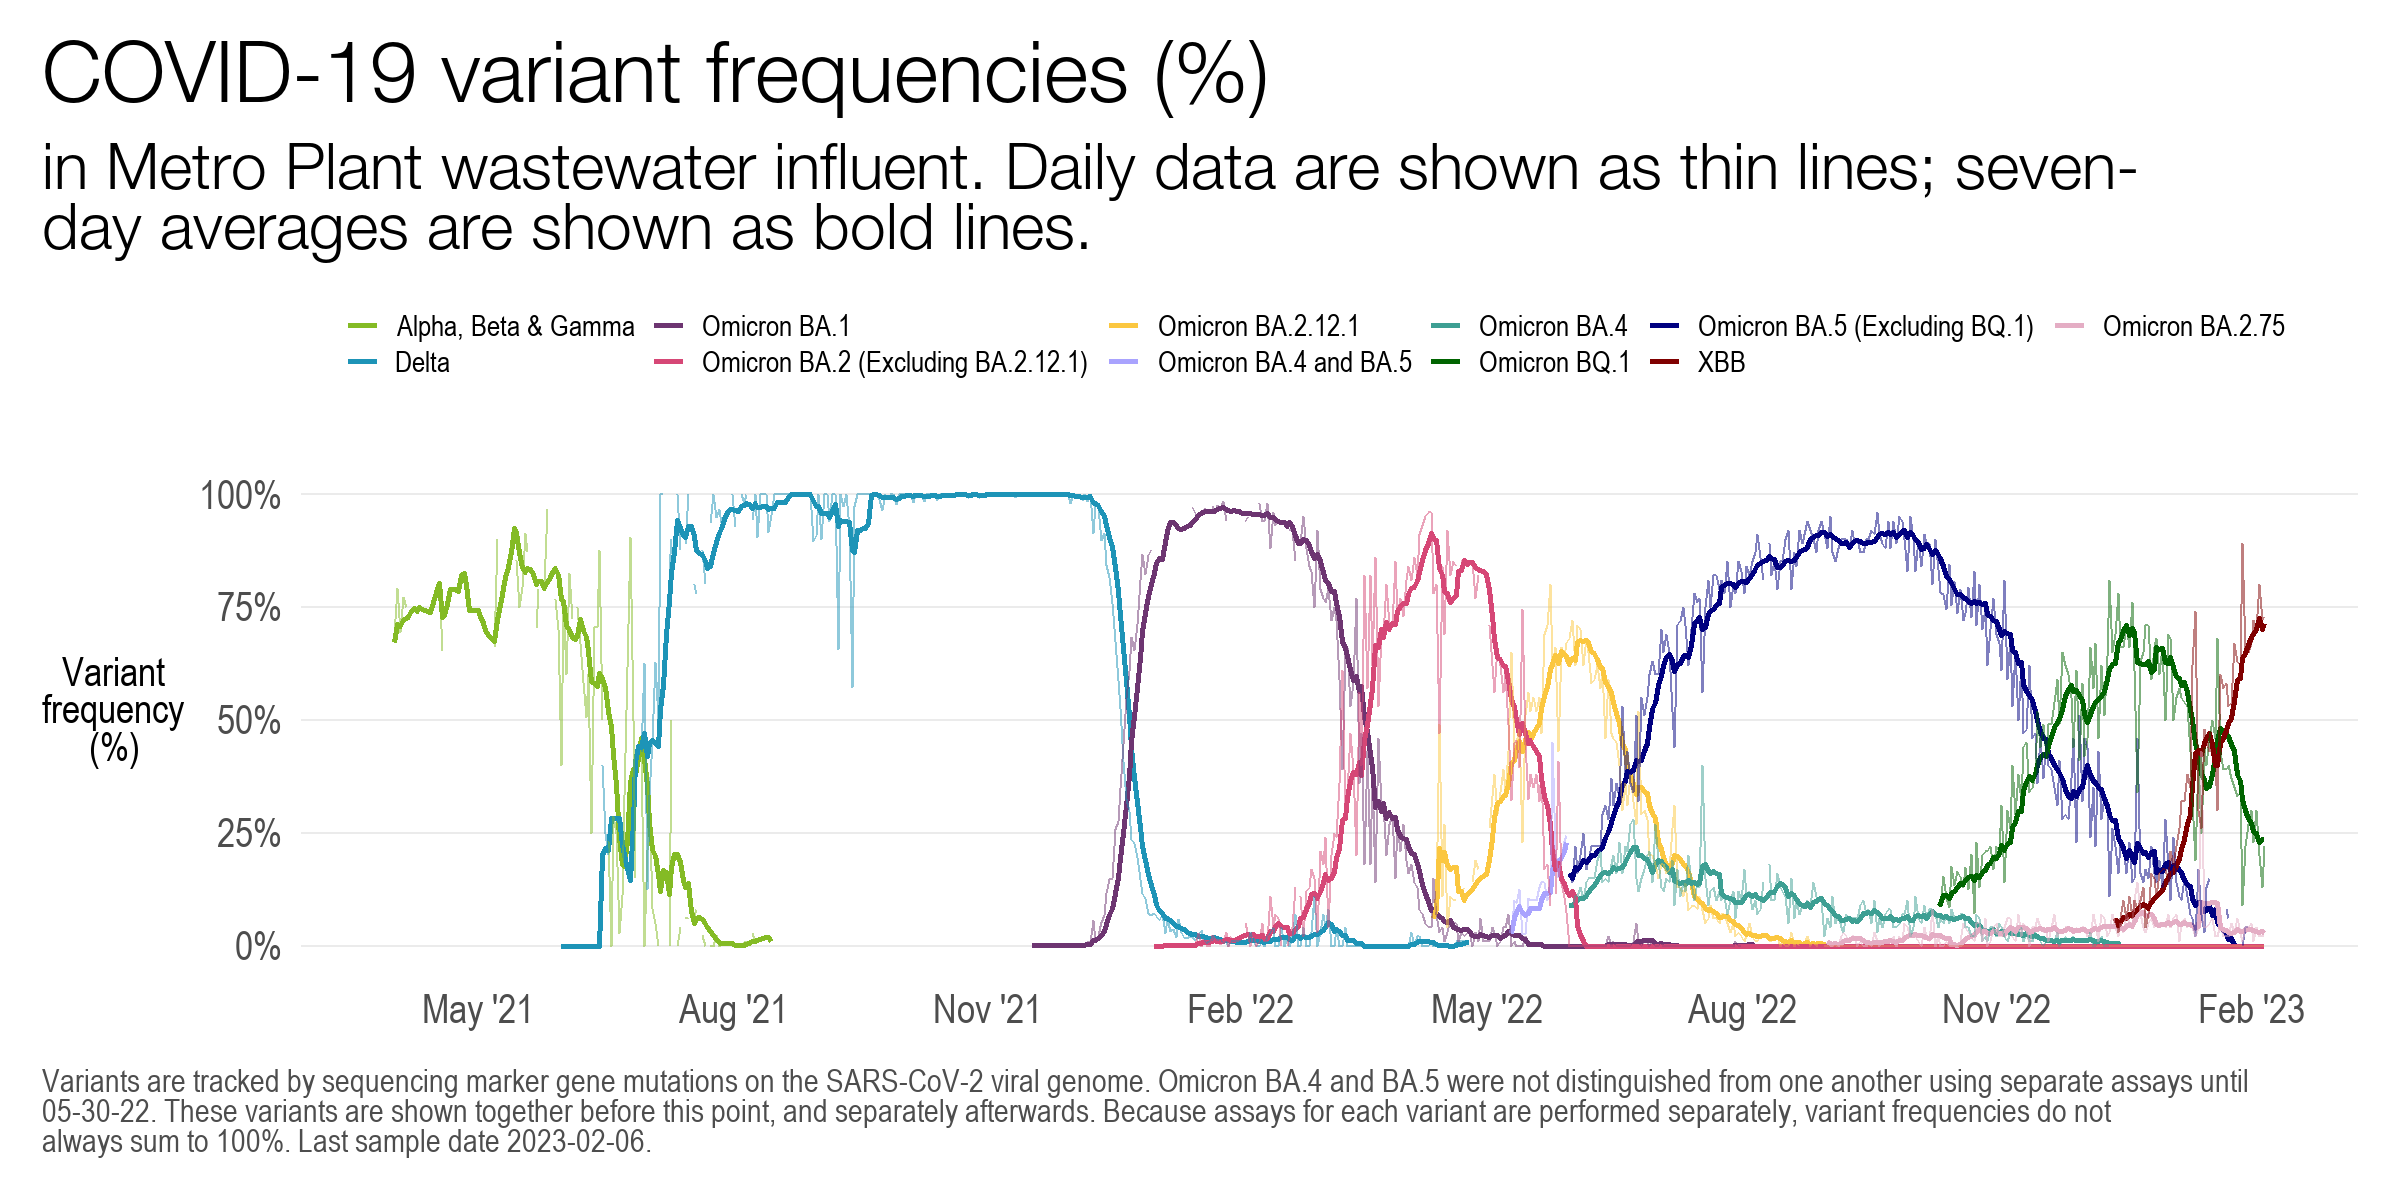 COVID-19 variant frequencies (%)
in Metro Plant wastewater influent. Daily data are shown as thin lines; seven-
day averages are shown as bold lines.
Alpha, Beta & Gamma
Omicron BA.1
Omicron BA.2.12.1
Omicron BA.4
Omicron BA.5 (Excluding BQ.1)
Omicron BA.2.75
Delta
Omicron BA.2 (Excluding BA.2.12.1)
Omicron BA.4 and BA.5
Omicron BQ.1
XBB
100%
75%
50%
25%
0%
Variant
frequency
(%)
May '21
Aug '21
Nov '21
Feb '22
May '22
Aug '22
Nov '22
Feb '23
Variants are tracked by sequencing marker gene mutations on the SARS-CoV-2 viral genome. Omicron BA.4 and BA.5 were not distinguished from one another using separate assays until
05-30-22. These variants are shown together before this point, and separately afterwards. Because assays for each variant are performed separately, variant frequencies do not
always sum to 100%. Last sample date 2023-02-06.